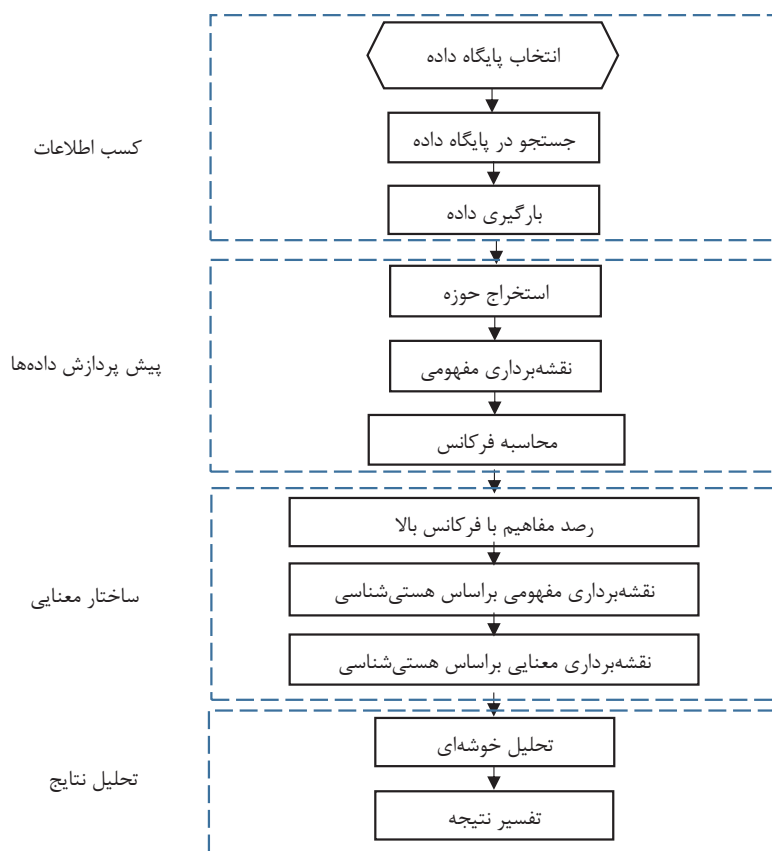 انتخاب پایگاه داده
جستجو در پایگاه داده
کسب اطلاعات
بارگیری داده
استخراج حوزه
نقشه‌برداری مفهومی
پیش پردازش داده‌ها
محاسبه فرکانس
رصد مفاهیم با فرکانس بالا
نقشه‌برداری مفهومی براساس هستی‌شناسی
ساختار معنایی
نقشه‌برداری معنایی براساس هستی‌شناسی
تحلیل خوشه‌ای
تحلیل نتایج
تفسیر نتیجه